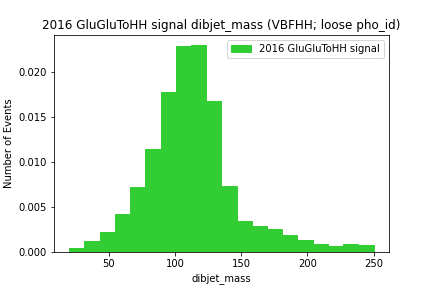 2016 GluGluToHH signal dibjet_mass (VBFHH; loose pho_id)
2016 GluGluToHH signal
Number of Events
0.020
0.015
0.010
0.005
0.000
50
100
150
200
250
dibjet_mass